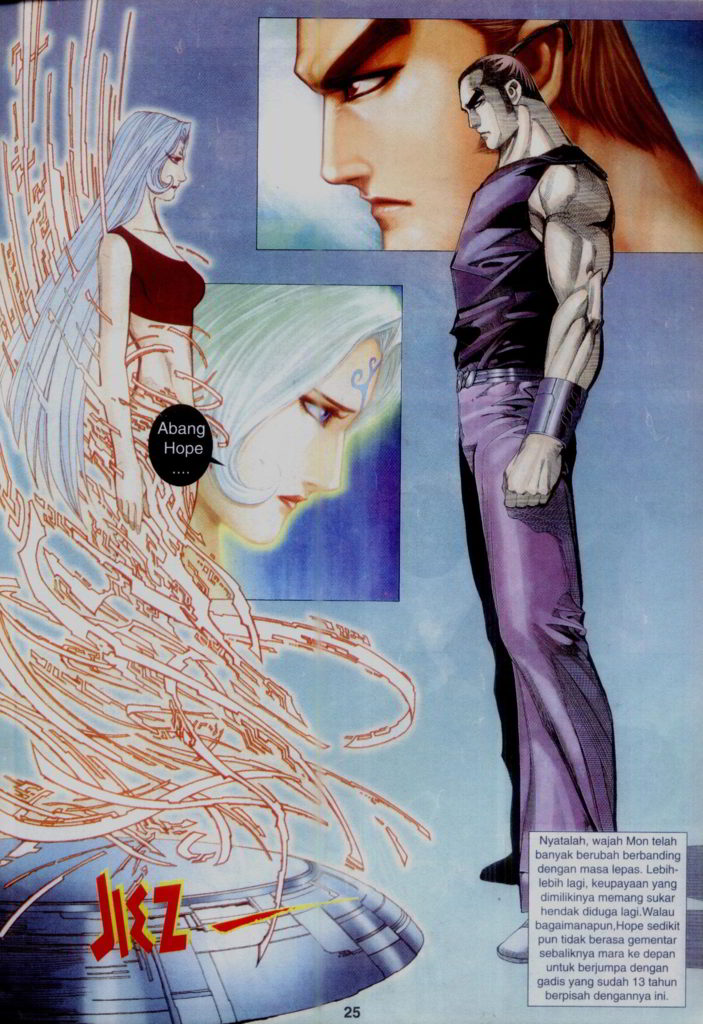 Abang
Hope
....
JIEZ
Nyatalah, wajah Mon telah
banyak berubah berbanding
dengan masa lepas. Lebih-
lebih lagi, keupayaan yang
dimilikinya memang sukar
hendak diduga lagi.Walau
bagaimanapun,Hope sedikit
pun tidak berasa gementar
sebaliknya mara ke depan
untuk berjumpa dengan
gadis yang sudah 13 tahun
berpisah dengannya ini.
25